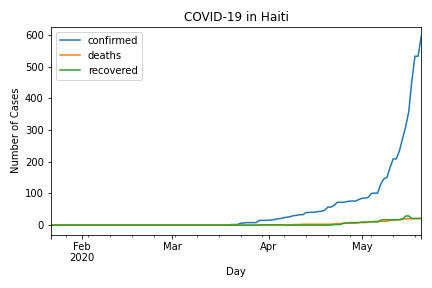 COVID-19 in Haiti
confirmed
deaths
recovered
Number of Cases
600
500
400
300
200
100
0
Feb
2020
Mar
Apr
May
Day